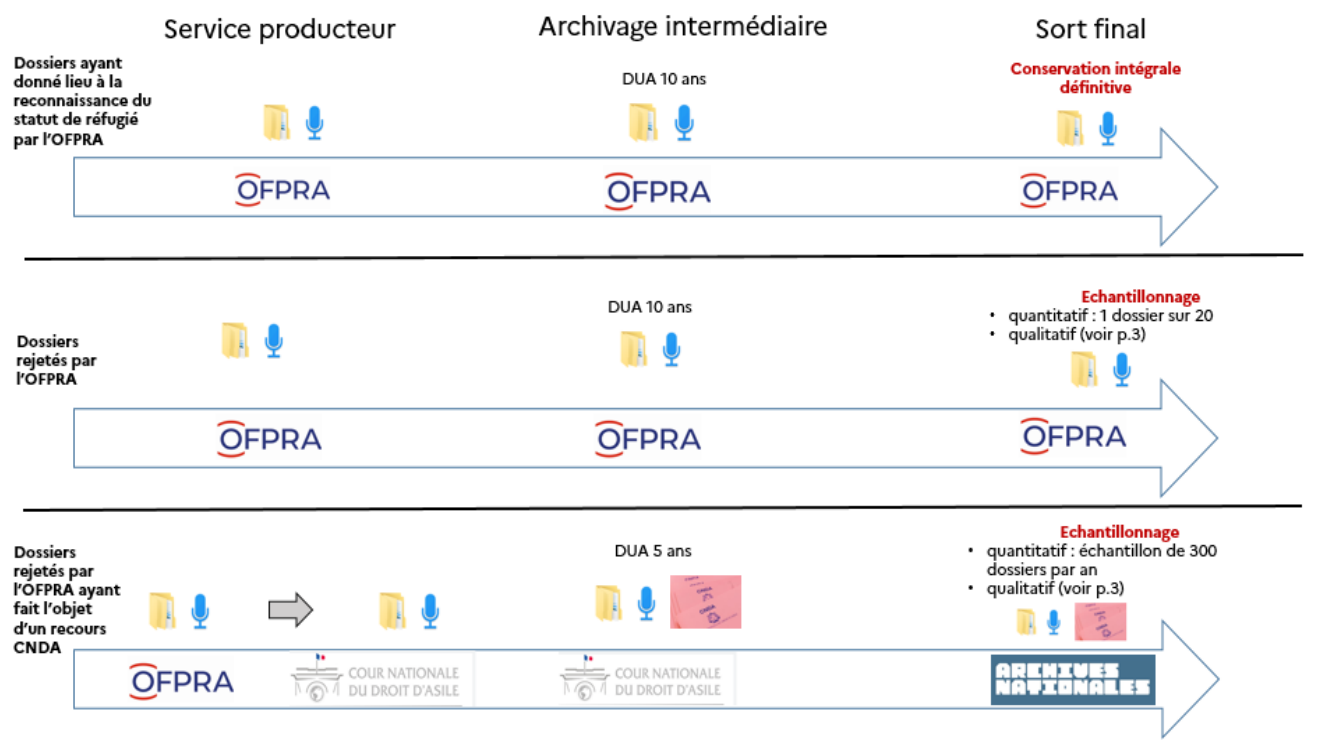 Service producteur
Archivage intermédiaire
Sort final
Dossiers ayant
donné lieu à la
reconnaissance du
statut de réfugié
par l'OFPRA
DUA 10 ans
Conservation intégrale
définitive
OFPRA
OFPRA
OFPRA
Dossiers
rejetés par
l'OFPRA
DUA 10 ans
Echantillonnage
• quantitatif : 1 dossier sur 20
• qualitatif (voir p.3)
OFPRA
OFPRA
OFPRA
Dossiers
rejetés par
l'OFPRA ayant
fait l'objet
d'un recours
CNDA
DUA 5 ans
CNDA
CNDA
Echantillonnage
• quantitatif : échantillon de 300
dossiers par an
• qualitatif (voir p.3)
OFPRA
COUR NATIONALE
DU DROIT D'ASILE
COUR NATIONALE
DU DROIT D'ASILE
ARCHIVES
NATIONALES